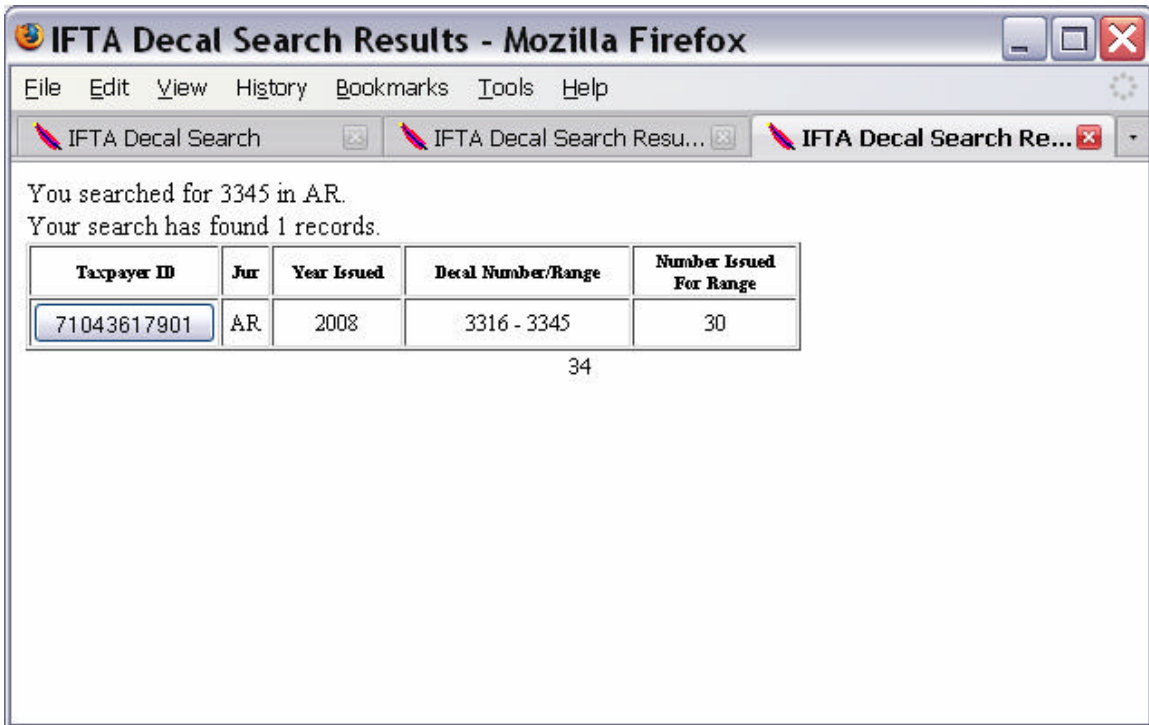 IFTA Decal Search Results - Mozilla Firefox
File Edit View History Bookmarks Tools Help
IFTA Decal Search IFTA Decal Search Resu... IFTA Decal Search Re...
You searched for 3345 in AR.
Your search has found 1 records.
Taxpayer ID Jur Year Issued Decal Number/Range Number Issued For Range
71043617901 AR 2008 3316 - 3345 30
34